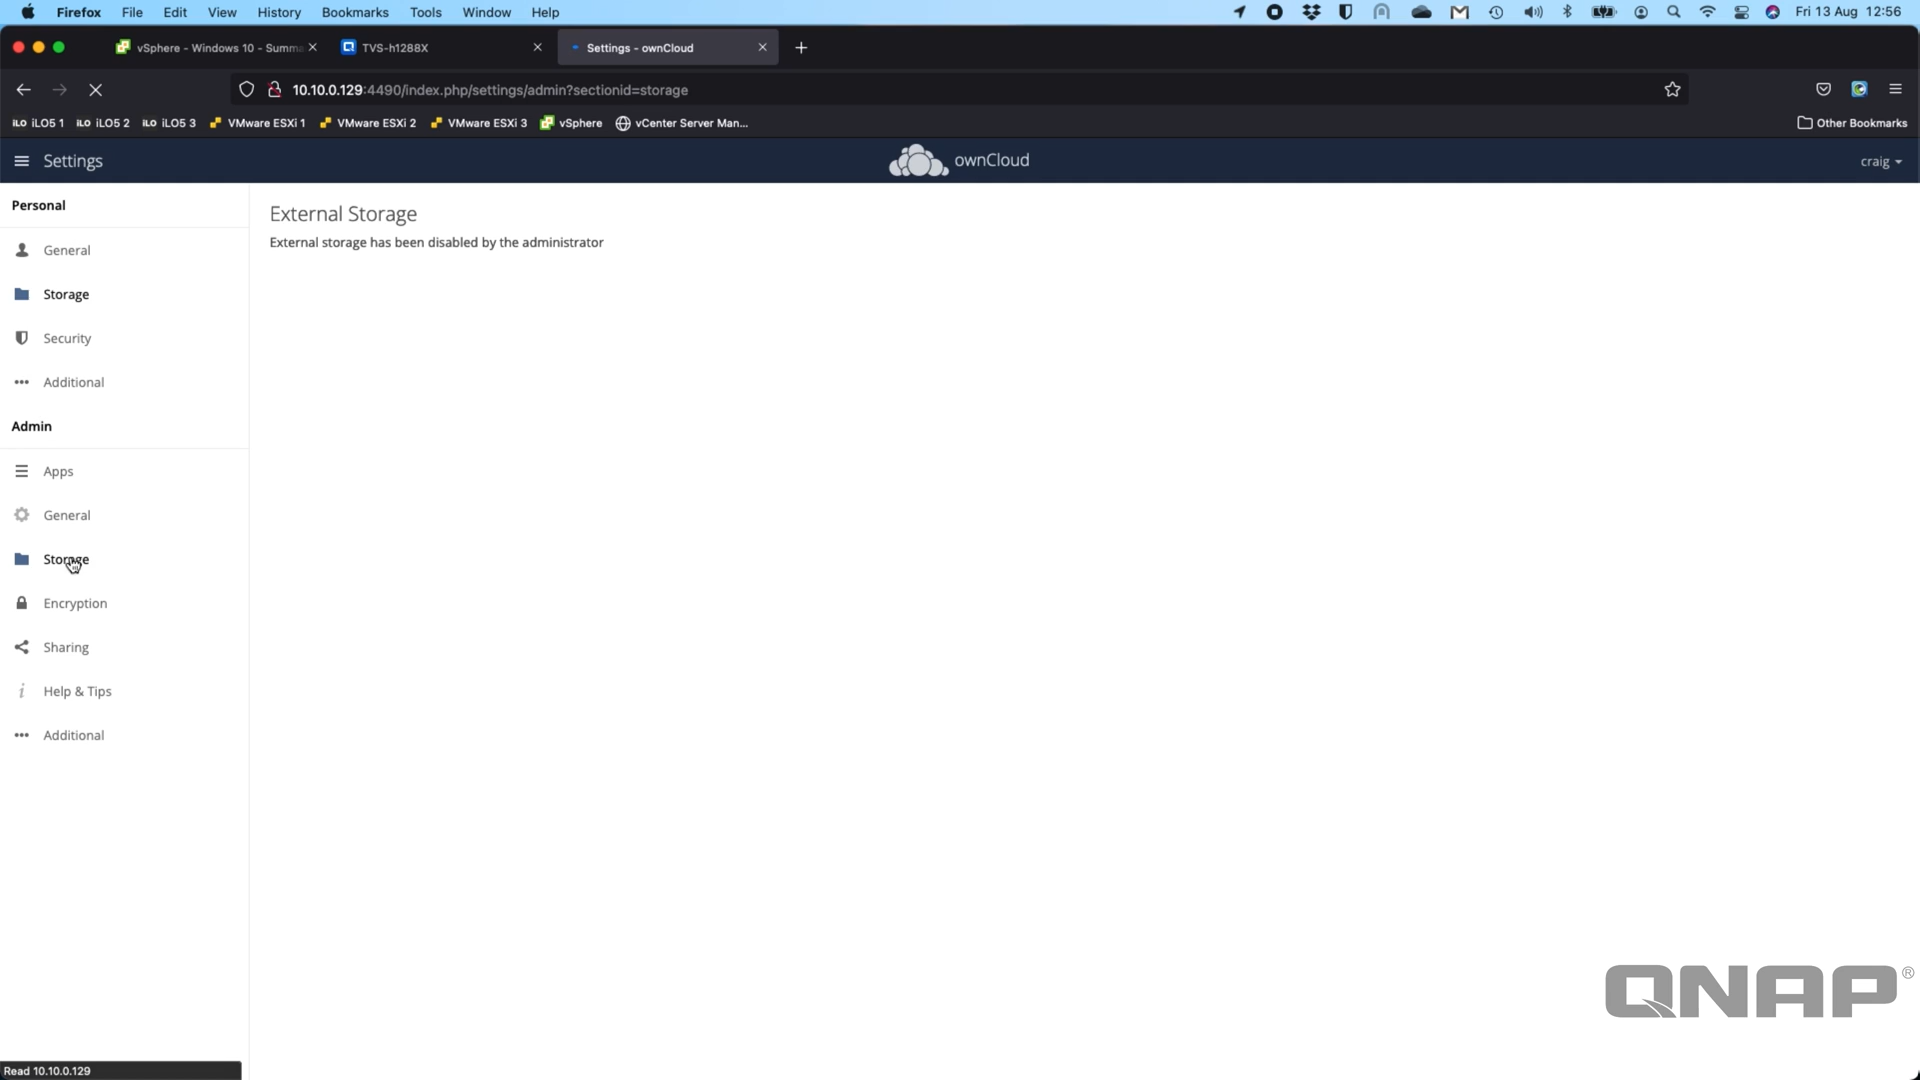 Firefox File Edit View History Bookmarks Tools Window Help Fri 13 Aug 12:56
vSphere - Windows 10 - Summa TVS-h1288X Settings - ownCloud
10.10.0.129:4490/index.php/settings/admin?sectionid=storage
iLO iLO5 1 iLO iLO5 2 iLO iLO5 3 VMware ESXi 1 VMware ESXi 2 VMware ESXi 3 vSphere vCenter Server Man... Other Bookmarks
Settings ownCloud craig
Personal
External Storage
External storage has been disabled by the administrator
General
Storage
Security
Additional
Admin
Apps
General
Storage
Encryption
Sharing
Help & Tips
Additional
QNAP®
Read 10.10.0.129